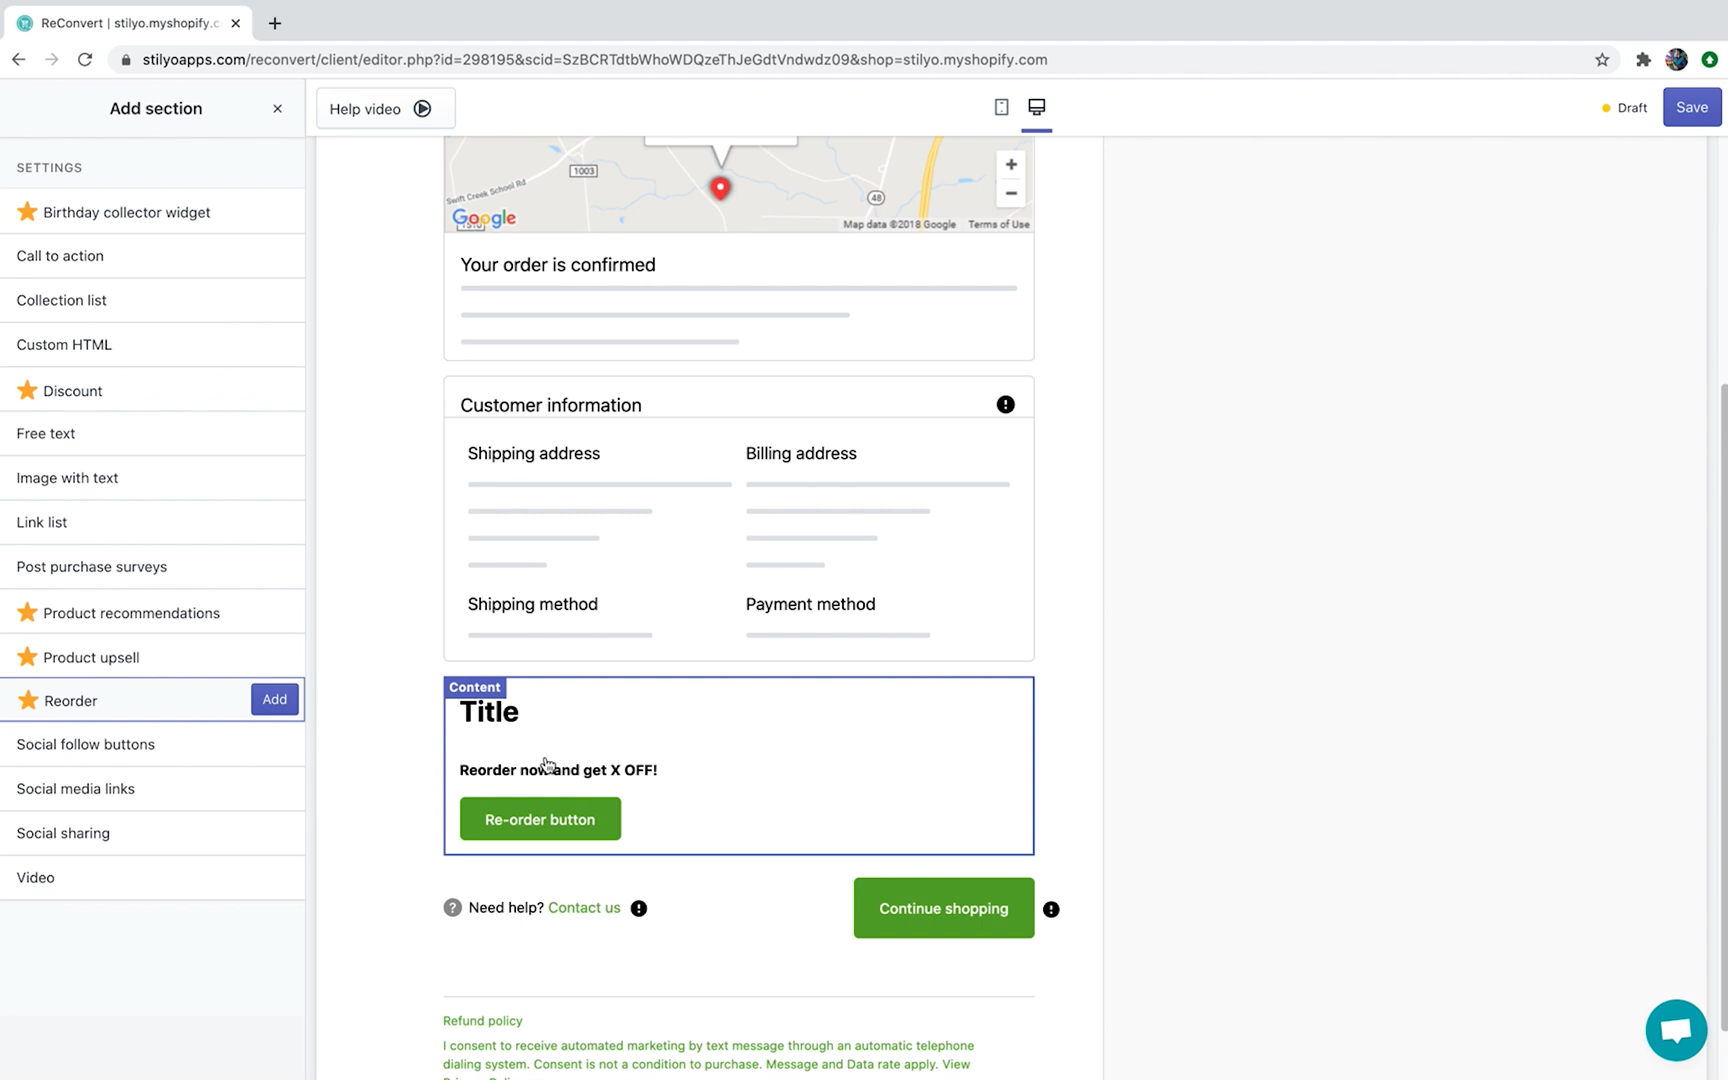 ReConvert | stilyo.myshopify.c
stilyoapps.com/reconvert/client/editor.php?id=298195&scid=SzBCRTdtbWhoWDQzeThJeGdtVndwdz09&shop=stilyo.myshopify.com
Add section
Help video
Draft
Save
SETTINGS
Birthday collector widget
Call to action
Collection list
Custom HTML
Discount
Free text
Image with text
Link list
Post purchase surveys
Product recommendations
Product upsell
Reorder
Add
Social follow buttons
Social media links
Social sharing
Video
1003
Swift Creek School Rd
48
Google
Map data ©2018 Google
Terms of Use
Your order is confirmed
Customer information
Shipping address
Billing address
Shipping method
Payment method
Content
Title
Reorder now and get X OFF!
Re-order button
Need help? Contact us
Continue shopping
Refund policy
I consent to receive automated marketing by text message through an automatic telephone
dialing system. Consent is not a condition to purchase. Message and Data rate apply. View